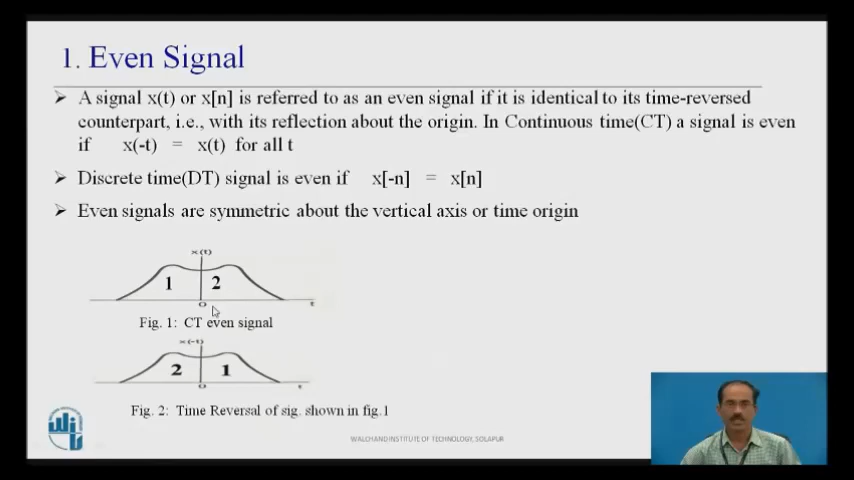 1. Even Signal
➢ A signal x(t) or x[n] is referred to as an even signal if it is identical to its time-reversed
counterpart, i.e., with its reflection about the origin. In Continuous time(CT) a signal is even
if x(-t) = x(t) for all t
➢ Discrete time(DT) signal is even if x[-n] = x[n]
➢ Even signals are symmetric about the vertical axis or time origin
x(t)
1 2
0 t
Fig. 1: CT even signal
x(-t)
2 1
0 t
Fig. 2: Time Reversal of sig. shown in fig.1
WALCHAND INSTITUTE OF TECHNOLOGY, SOLAPUR